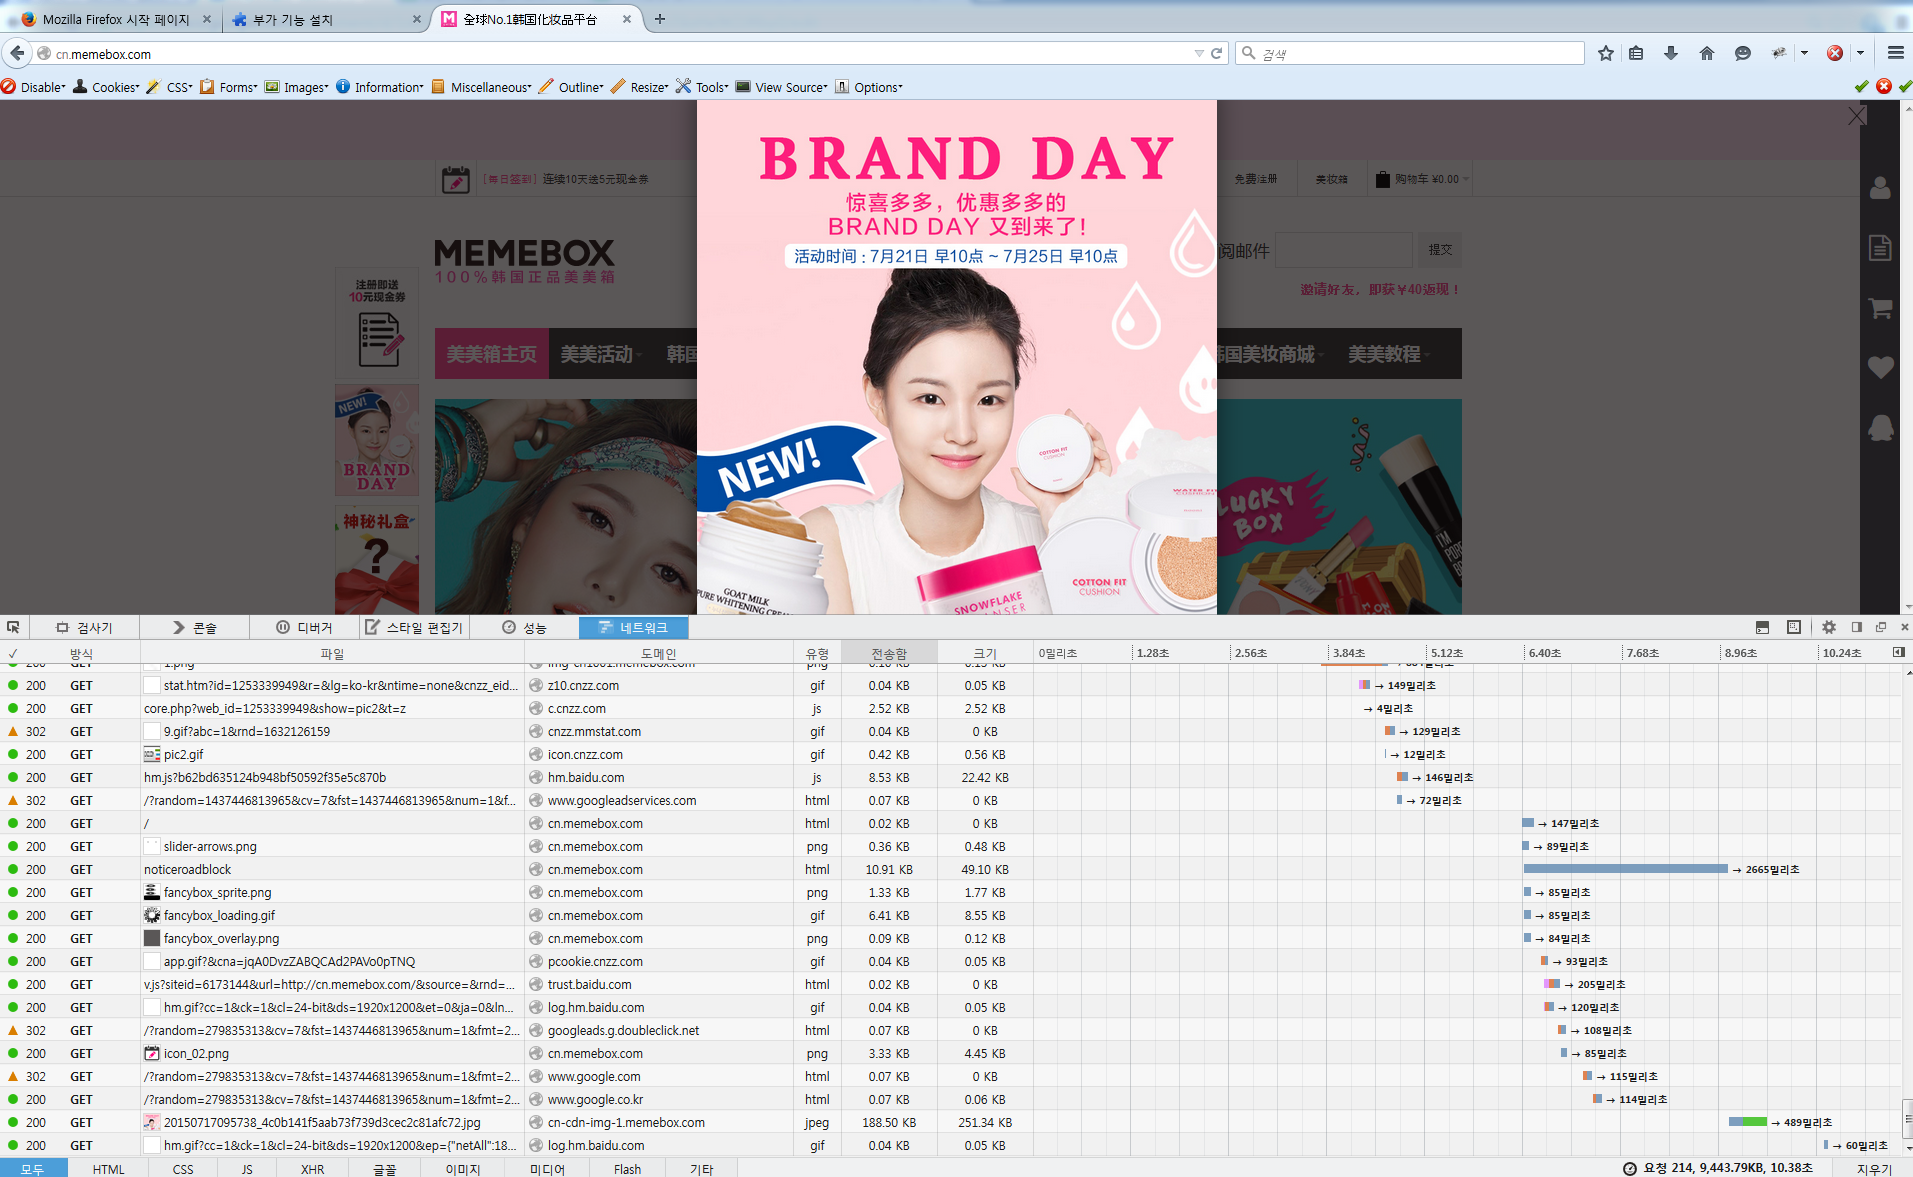 Mozilla Firefox 시작 페이지
부가 기능 설치
全球No.1韩国化妆品平台
cn.memebox.com
검색
Disable
Cookies
CSS
Forms
Images
Information
Miscellaneous
Outline
Resize
Tools
View Source
Options
BRAND DAY
惊喜多多，优惠多多的
BRAND DAY 又到来了!
活动时间 : 7月21日 早10点 ~ 7月25日 早10点
[每日签到] 连续10天送5元现金券
免费注册
美妆箱
购物车 ¥0.00
MEMEBOX
100%韩国正品美美箱
阅邮件
提交
邀请好友，即获¥40返现！
注册即送
10元现金券
美美箱主页
美美活动
韩国
韩国美妆商城
美美教程
NEW!
BRAND
DAY
神秘礼盒
?
NEW!
COTTON FIT
CUSHION
WATER FIT
CUSHION
GOAT MILK
PURE WHITENING CREAM
SNOWFLAKE
COTTON FIT
CUSHION
LUCKY
BOX
검사기
콘솔
디버거
스타일 편집기
성능
네트워크
✓ 방식 파일 도메인 유형 전송함 크기 0밀리초 1.28초 2.56초 3.84초 5.12초 6.40초 7.68초 8.96초 10.24초
200 GET 1.png img-cn1001.memebox.com png 0.10 KB 0.13 KB
200 GET stat.htm?id=1253339949&r=&lg=ko-kr&ntime=none&cnzz_eid... z10.cnzz.com gif 0.04 KB 0.05 KB → 149밀리초
200 GET core.php?web_id=1253339949&show=pic2&t=z c.cnzz.com js 2.52 KB 2.52 KB → 4밀리초
302 GET 9.gif?abc=1&rnd=1632126159 cnzz.mmstat.com gif 0.04 KB 0 KB → 129밀리초
200 GET pic2.gif icon.cnzz.com gif 0.42 KB 0.56 KB → 12밀리초
200 GET hm.js?b62bd635124b948bf50592f35e5c870b hm.baidu.com js 8.53 KB 22.42 KB → 146밀리초
302 GET /?random=1437446813965&cv=7&fst=1437446813965&num=1&f... www.googleadservices.com html 0.07 KB 0 KB → 72밀리초
200 GET / cn.memebox.com html 0.02 KB 0 KB → 147밀리초
200 GET slider-arrows.png cn.memebox.com png 0.36 KB 0.48 KB → 89밀리초
200 GET noticeroadblock cn.memebox.com html 10.91 KB 49.10 KB → 2665밀리초
200 GET fancybox_sprite.png cn.memebox.com png 1.33 KB 1.77 KB → 85밀리초
200 GET fancybox_loading.gif cn.memebox.com gif 6.41 KB 8.55 KB → 85밀리초
200 GET fancybox_overlay.png cn.memebox.com png 0.09 KB 0.12 KB → 84밀리초
200 GET app.gif?&cna=jqA0DvzZABQCAd2PAVo0pTNQ pcookie.cnzz.com gif 0.04 KB 0.05 KB → 93밀리초
200 GET v.js?siteid=6173144&url=http://cn.memebox.com/&source=&rnd=... trust.baidu.com html 0.02 KB 0 KB → 205밀리초
200 GET hm.gif?cc=1&ck=1&cl=24-bit&ds=1920x1200&et=0&ja=0&ln... log.hm.baidu.com gif 0.04 KB 0.05 KB → 120밀리초
302 GET /?random=279835313&cv=7&fst=1437446813965&num=1&fmt=2... googleads.g.doubleclick.net html 0.07 KB 0 KB → 108밀리초
200 GET icon_02.png cn.memebox.com png 3.33 KB 4.45 KB → 85밀리초
302 GET /?random=279835313&cv=7&fst=1437446813965&num=1&fmt=2... www.google.com html 0.07 KB 0 KB → 115밀리초
200 GET /?random=279835313&cv=7&fst=1437446813965&num=1&fmt=2... www.google.co.kr html 0.07 KB 0.06 KB → 114밀리초
200 GET 20150717095738_4c0b141f5aab73f739d3cec2c81afc72.jpg cn-cdn-img-1.memebox.com jpeg 188.50 KB 251.34 KB → 489밀리초
200 GET hm.gif?cc=1&ck=1&cl=24-bit&ds=1920x1200&ep={"netAll":18... log.hm.baidu.com gif 0.04 KB 0.05 KB → 60밀리초
모두 HTML CSS JS XHR 글꼴 이미지 미디어 Flash 기타 요청 214, 9,443.79KB, 10.38초 지우기